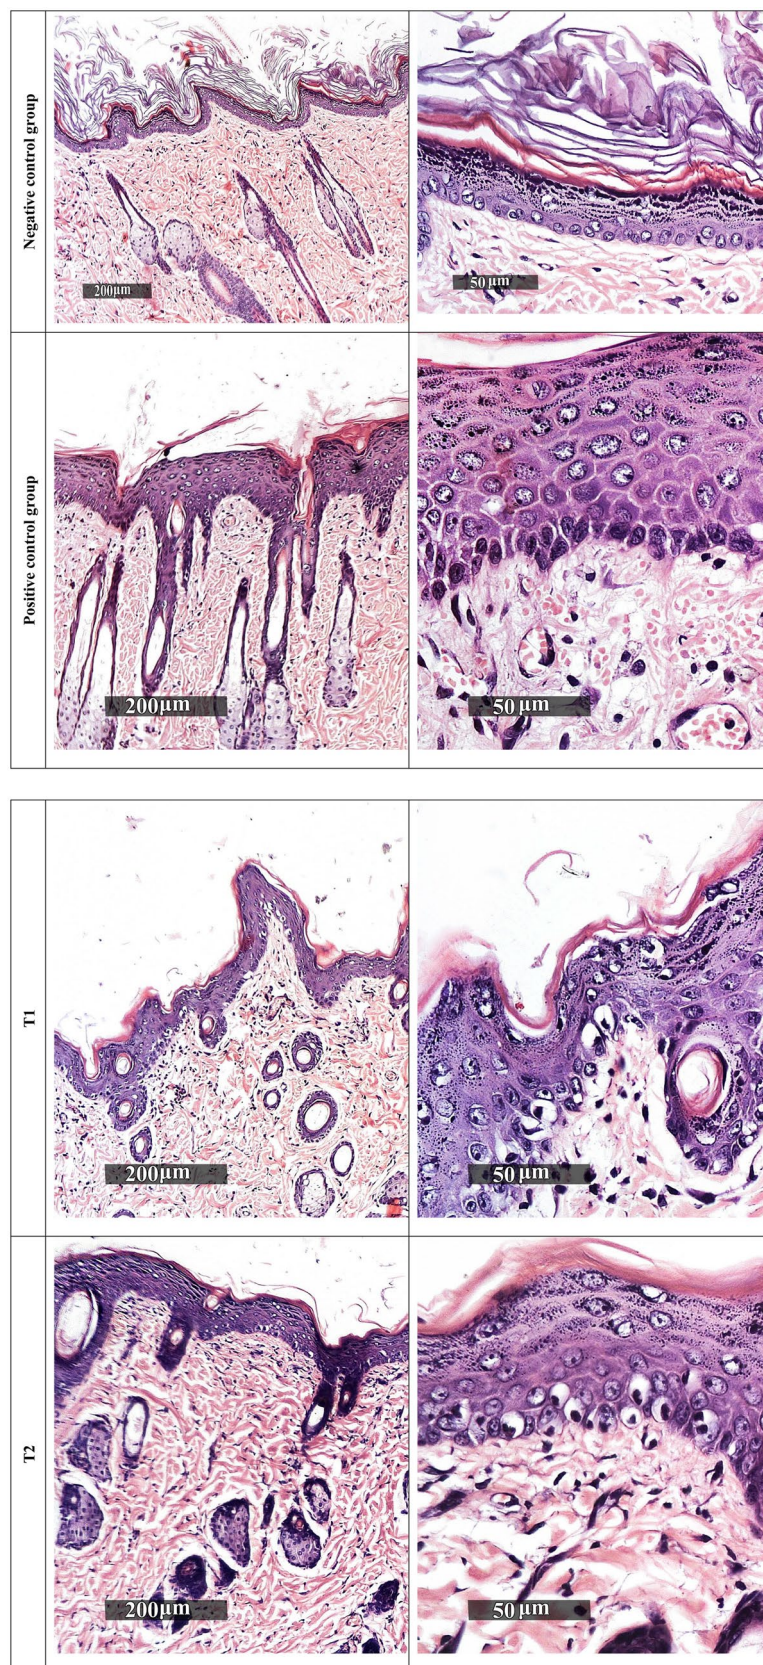 Negative control group
200μm
50 μm
Positive control group
200μm
50 μm
T1
200μm
50 μm
T2
200μm
50 μm